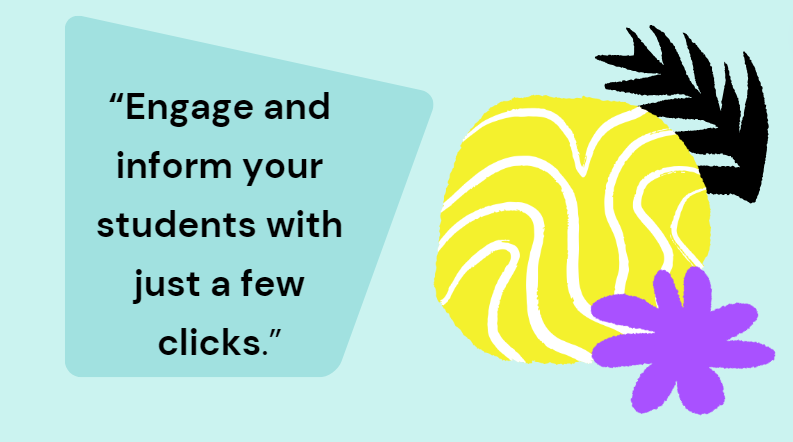 “Engage and
inform your
students with
just a few
clicks.”